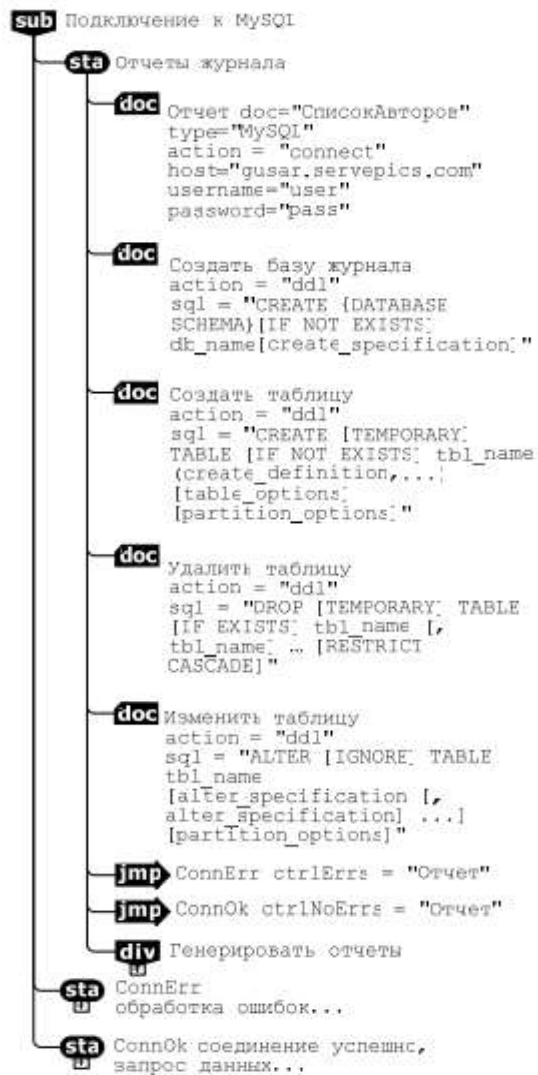 sub Подключение к MySQL
sta Отчеты журнала
doc Отчет doc="СписокАвторов"
type="MySQL"
action = "connect"
host="gusar.servepics.com"
username="user"
password="pass"
doc Создать базу журнала
action = "ddl"
sql = "CREATE {DATABASE
SCHEMA}[IF NOT EXISTS]
db_name[create_specification]"
doc Создать таблицу
action = "ddl"
sql = "CREATE [TEMPORARY]
TABLE [IF NOT EXISTS] tbl_name
(create_definition,...)
[table_options]
[partition_options]"
doc Удалить таблицу
action = "ddl"
sql = "DROP [TEMPORARY] TABLE
[IF EXISTS] tbl_name [,
tbl_name] … [RESTRICT
CASCADE]"
doc Изменить таблицу
action = "ddl"
sql = "ALTER [IGNORE] TABLE
tbl_name
[alter_specification [,
alter_specification] ...]
[partition_options]"
jmp ConnErr ctrlErrs = "Отчет"
jmp ConnOk ctrlNoErrs = "Отчет"
div Генерировать отчеты
sta ConnErr
обработка ошибок...
sta ConnOk соединение успешно,
запрос данных...